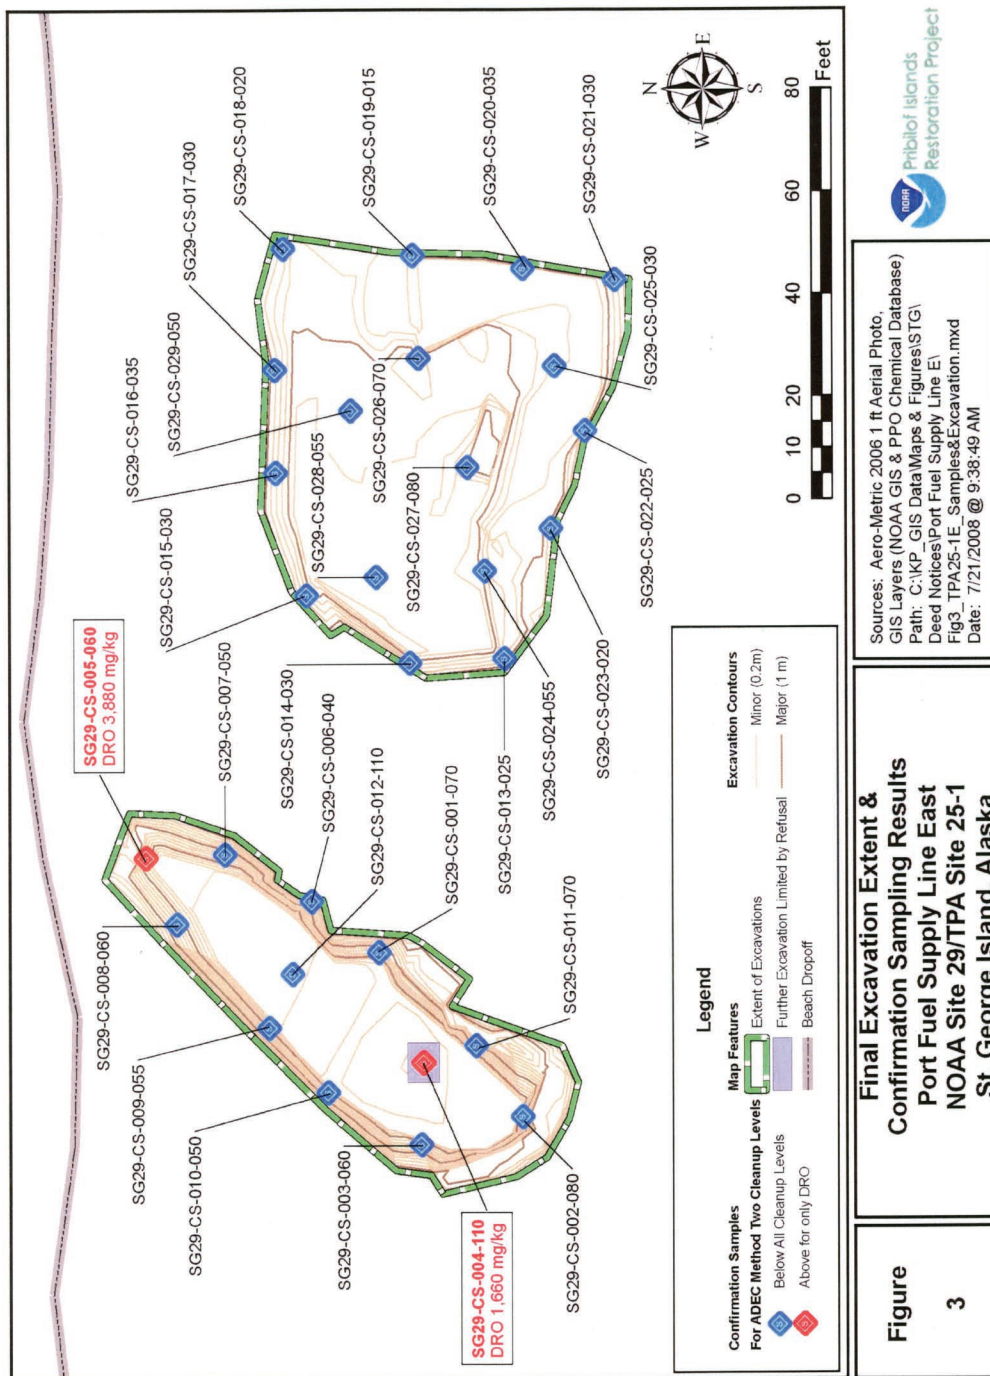 SG29-CS-005-060
DRO 3,880 mg/kg
SG29-CS-007-050
SG29-CS-014-030
SG29-CS-006-040
SG29-CS-012-110
SG29-CS-001-070
SG29-CS-011-070
SG29-CS-008-060
SG29-CS-009-055
SG29-CS-010-050
SG29-CS-003-060
SG29-CS-004-110
DRO 1,660 mg/kg
SG29-CS-002-080
SG29-CS-015-030
SG29-CS-016-035
SG29-CS-029-050
SG29-CS-017-030
SG29-CS-018-020
SG29-CS-019-015
SG29-CS-020-035
SG29-CS-021-030
SG29-CS-028-055
SG29-CS-026-070
SG29-CS-027-080
SG29-CS-025-030
SG29-CS-022-025
SG29-CS-023-020
SG29-CS-024-055
SG29-CS-013-025
N
E
S
W
0 10 20 40 60 80
Feet
Legend
Confirmation Samples
For ADEC Method Two Cleanup Levels
Below All Cleanup Levels
Above for only DRO
Map Features
Extent of Excavations
Further Excavation Limited by Refusal
Beach Dropoff
Excavation Contours
Minor (0.2m)
Major (1 m)
Figure
3
Final Excavation Extent &
Confirmation Sampling Results
Port Fuel Supply Line East
NOAA Site 29/TPA Site 25-1
St. George Island, Alaska
Sources: Aero-Metric 2006 1 ft Aerial Photo,
GIS Layers (NOAA GIS & PPO Chemical Database)
Path: C:\KP_GIS Data\Maps & Figures\STG\
Deed Notices\Port Fuel Supply Line E\
Fig3_TPA25-1E_Samples&Excavation.mxd
Date: 7/21/2008 @ 9:38:49 AM
NOAA
Pribilof Islands
Restoration Project